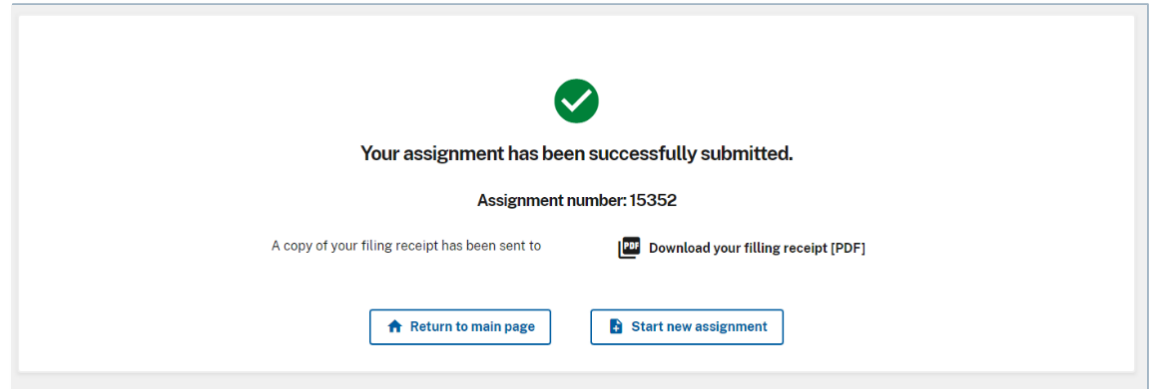 Your assignment has been successfully submitted.
Assignment number: 15352
A copy of your filing receipt has been sent to
PDF Download your filling receipt [PDF]
Return to main page
Start new assignment